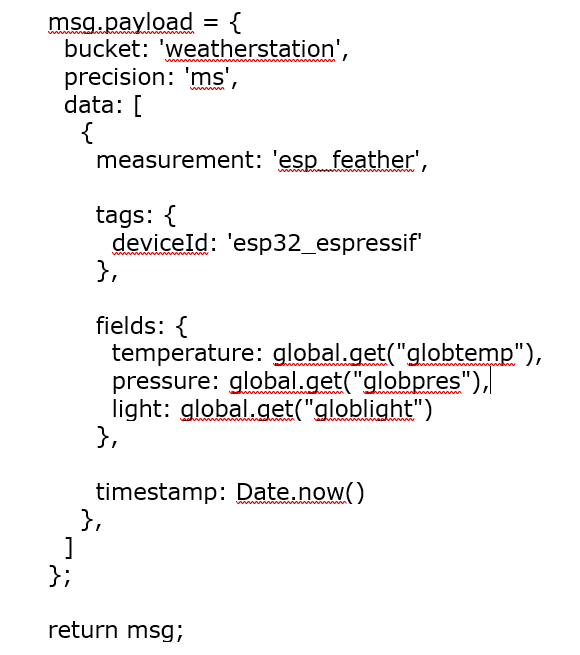 msg.payload = {
bucket: 'weatherstation',
precision: 'ms',
data: [
{
measurement: 'esp_feather',
tags: {
deviceId: 'esp32_espressif'
},
fields: {
temperature: global.get("globtemp"),
pressure: global.get("globpres"),
light: global.get("globlight")
},
timestamp: Date.now()
},
]
};
return msg;